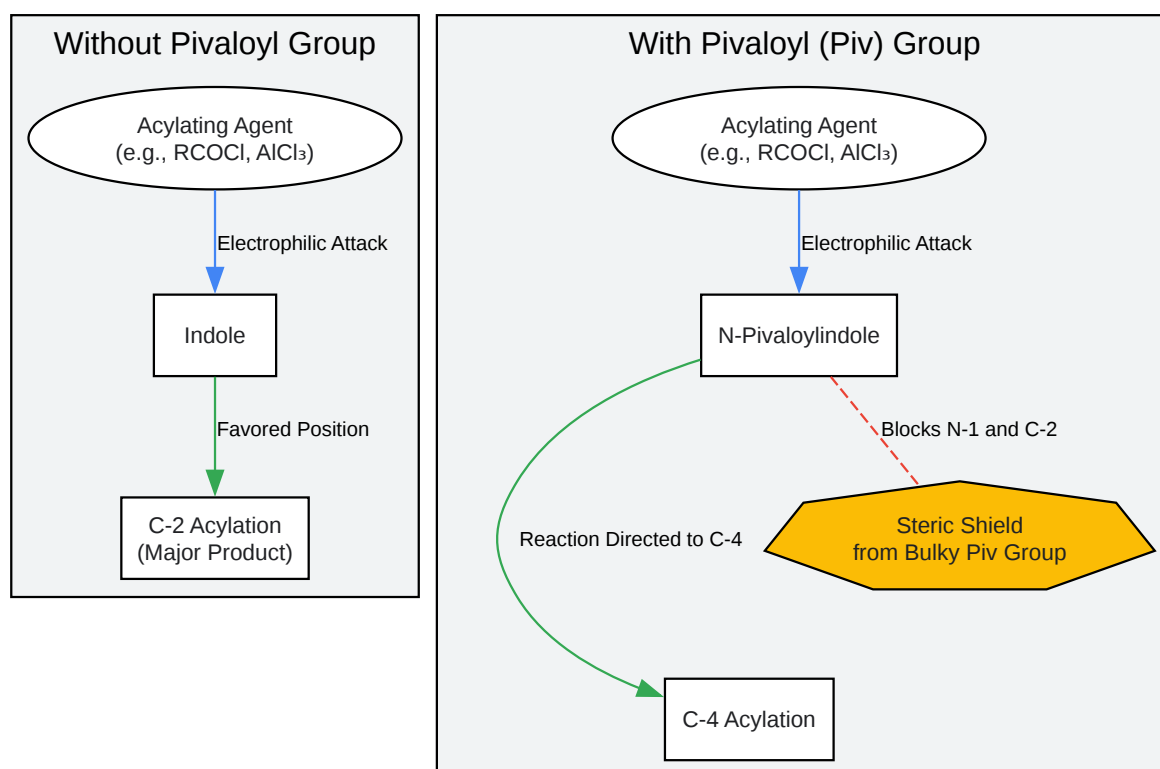 Without Pivaloyl Group
Acylating Agent
(e.g., RCOCl, AlCl₃)
Electrophilic Attack
Indole
Favored Position
C-2 Acylation
(Major Product)
With Pivaloyl (Piv) Group
Acylating Agent
(e.g., RCOCl, AlCl₃)
Electrophilic Attack
N-Pivaloylindole
Blocks N-1 and C-2
Steric Shield
from Bulky Piv Group
Reaction Directed to C-4
C-4 Acylation